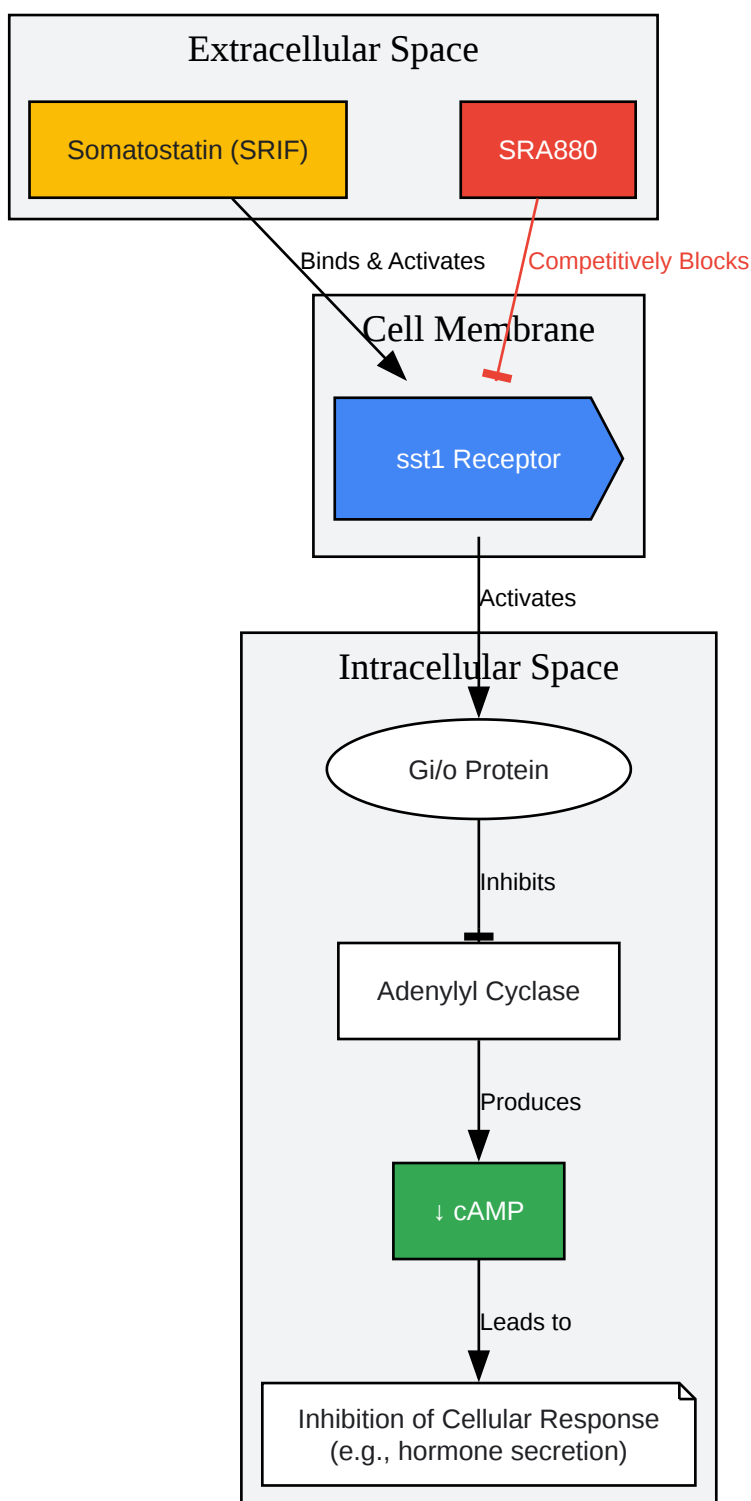 Extracellular Space
Somatostatin (SRIF)
SRA880
Binds & Activates
Competitively Blocks
Cell Membrane
sst1 Receptor
Activates
Intracellular Space
Gi/o Protein
Inhibits
Adenylyl Cyclase
Produces
↓ cAMP
Leads to
Inhibition of Cellular Response
(e.g., hormone secretion)